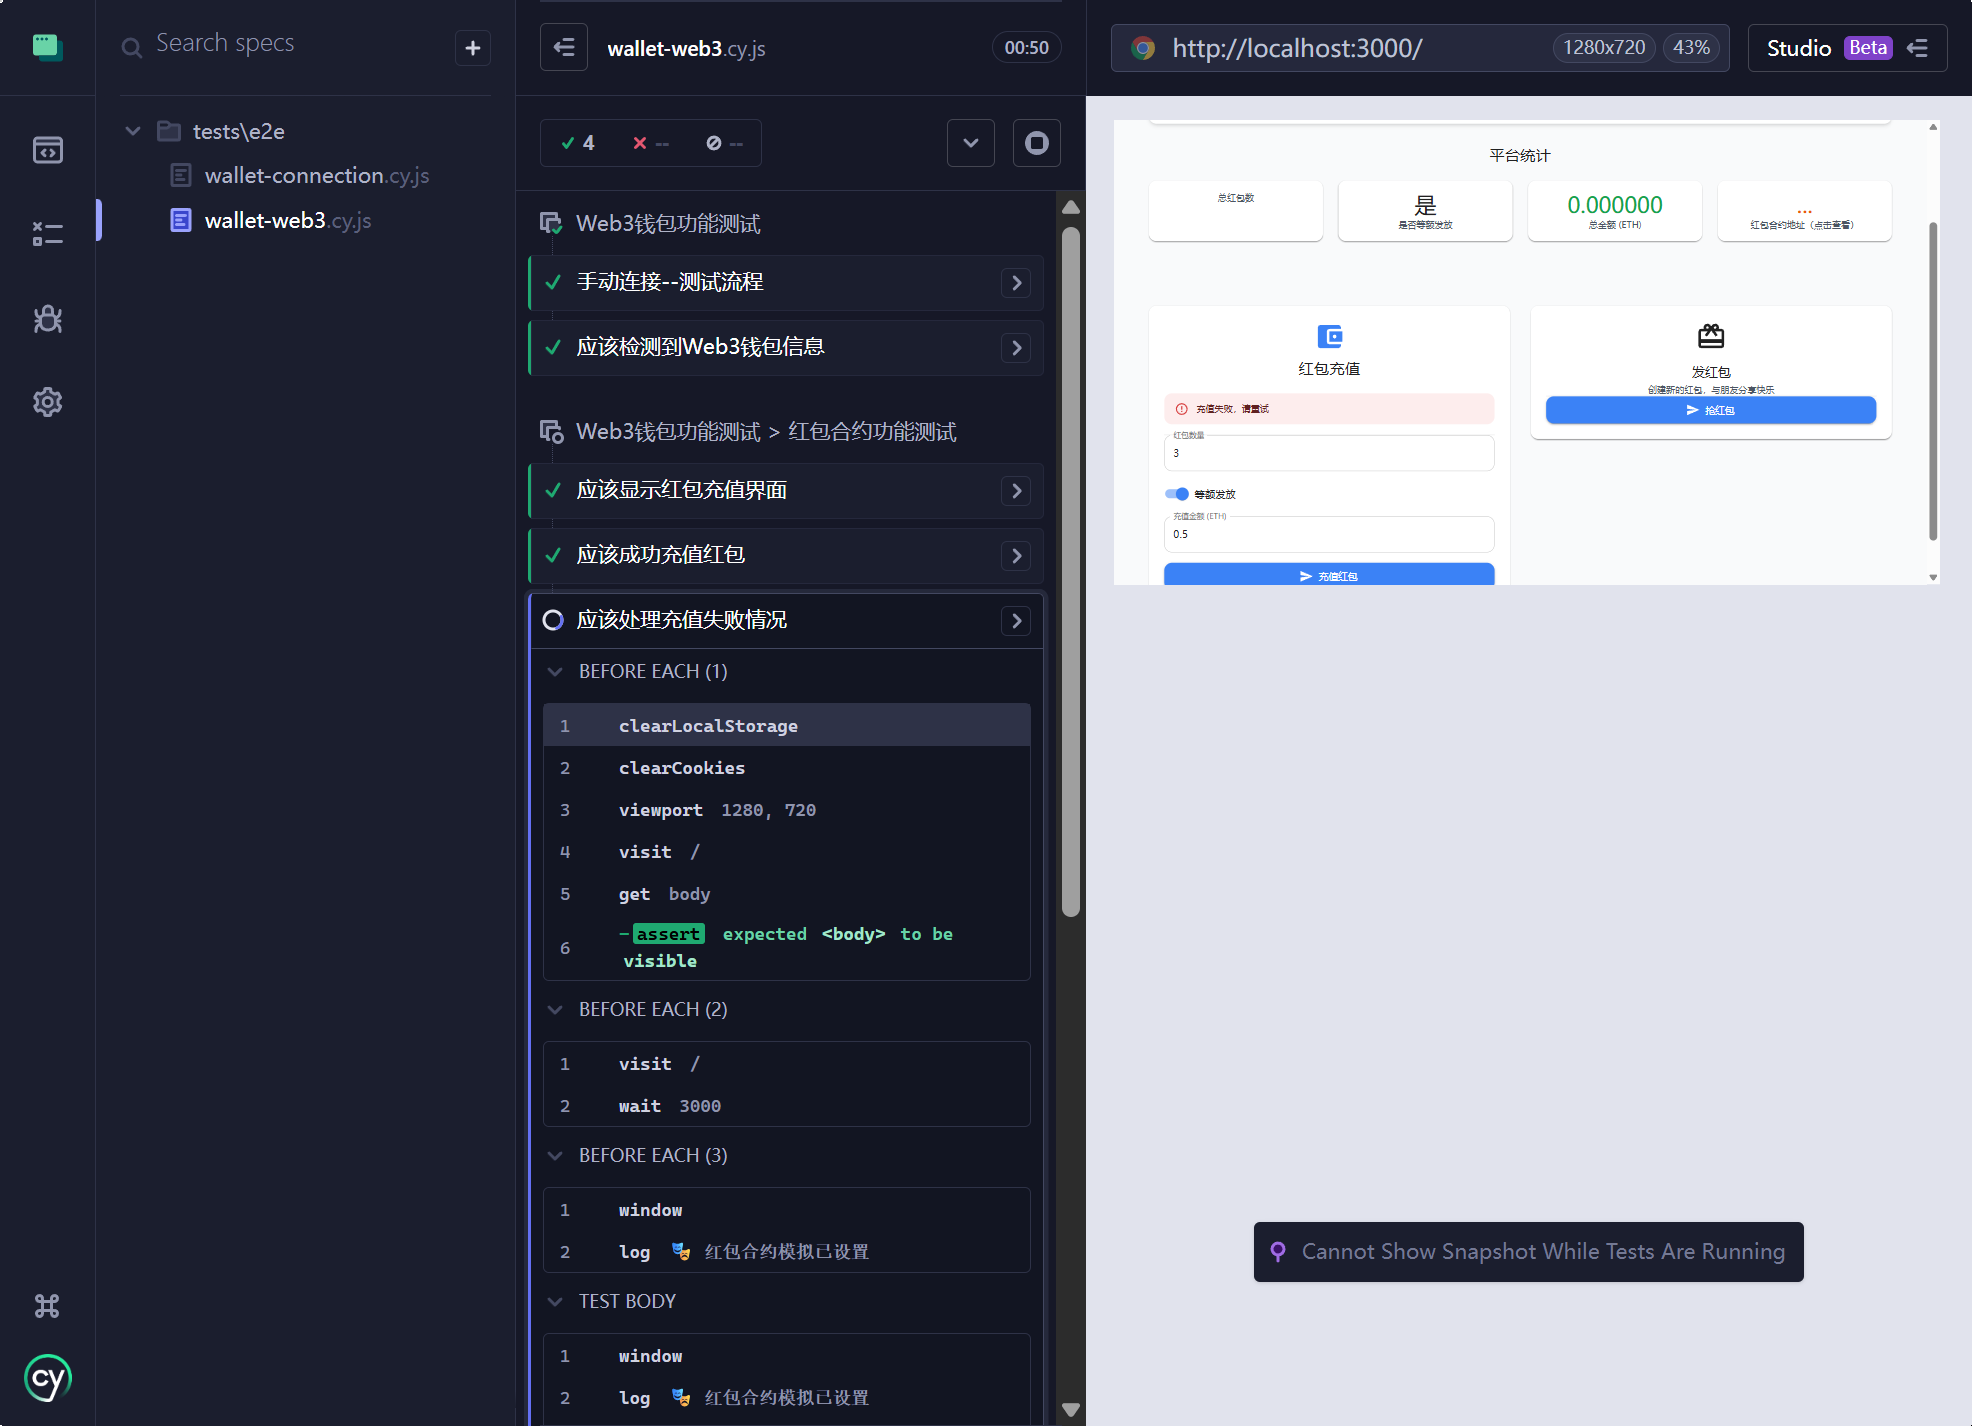 Search specs
tests\e2e
wallet-connection.cy.js
wallet-web3.cy.js
wallet-web3.cy.js
00:50
4
--
--
Web3钱包功能测试
手动连接--测试流程
应该检测到Web3钱包信息
Web3钱包功能测试 > 红包合约功能测试
应该显示红包充值界面
应该成功充值红包
应该处理充值失败情况
BEFORE EACH (1)
1 clearLocalStorage
2 clearCookies
3 viewport 1280, 720
4 visit /
5 get body
6 -assert expected <body> to be
visible
BEFORE EACH (2)
1 visit /
2 wait 3000
BEFORE EACH (3)
1 window
2 log 🎭 红包合约模拟已设置
TEST BODY
1 window
2 log 🎭 红包合约模拟已设置
cy
http://localhost:3000/
1280x720
43%
Studio Beta
平台统计
总红包数
是
是否等额发放
0.000000
总金额 (ETH)
...
红包合约地址（点击查看）
红包充值
充值失败，请重试
红包数量
3
等额发放
充值金额 (ETH)
0.5
充值红包
发红包
创建新的红包，与朋友分享快乐
抢红包
Cannot Show Snapshot While Tests Are Running